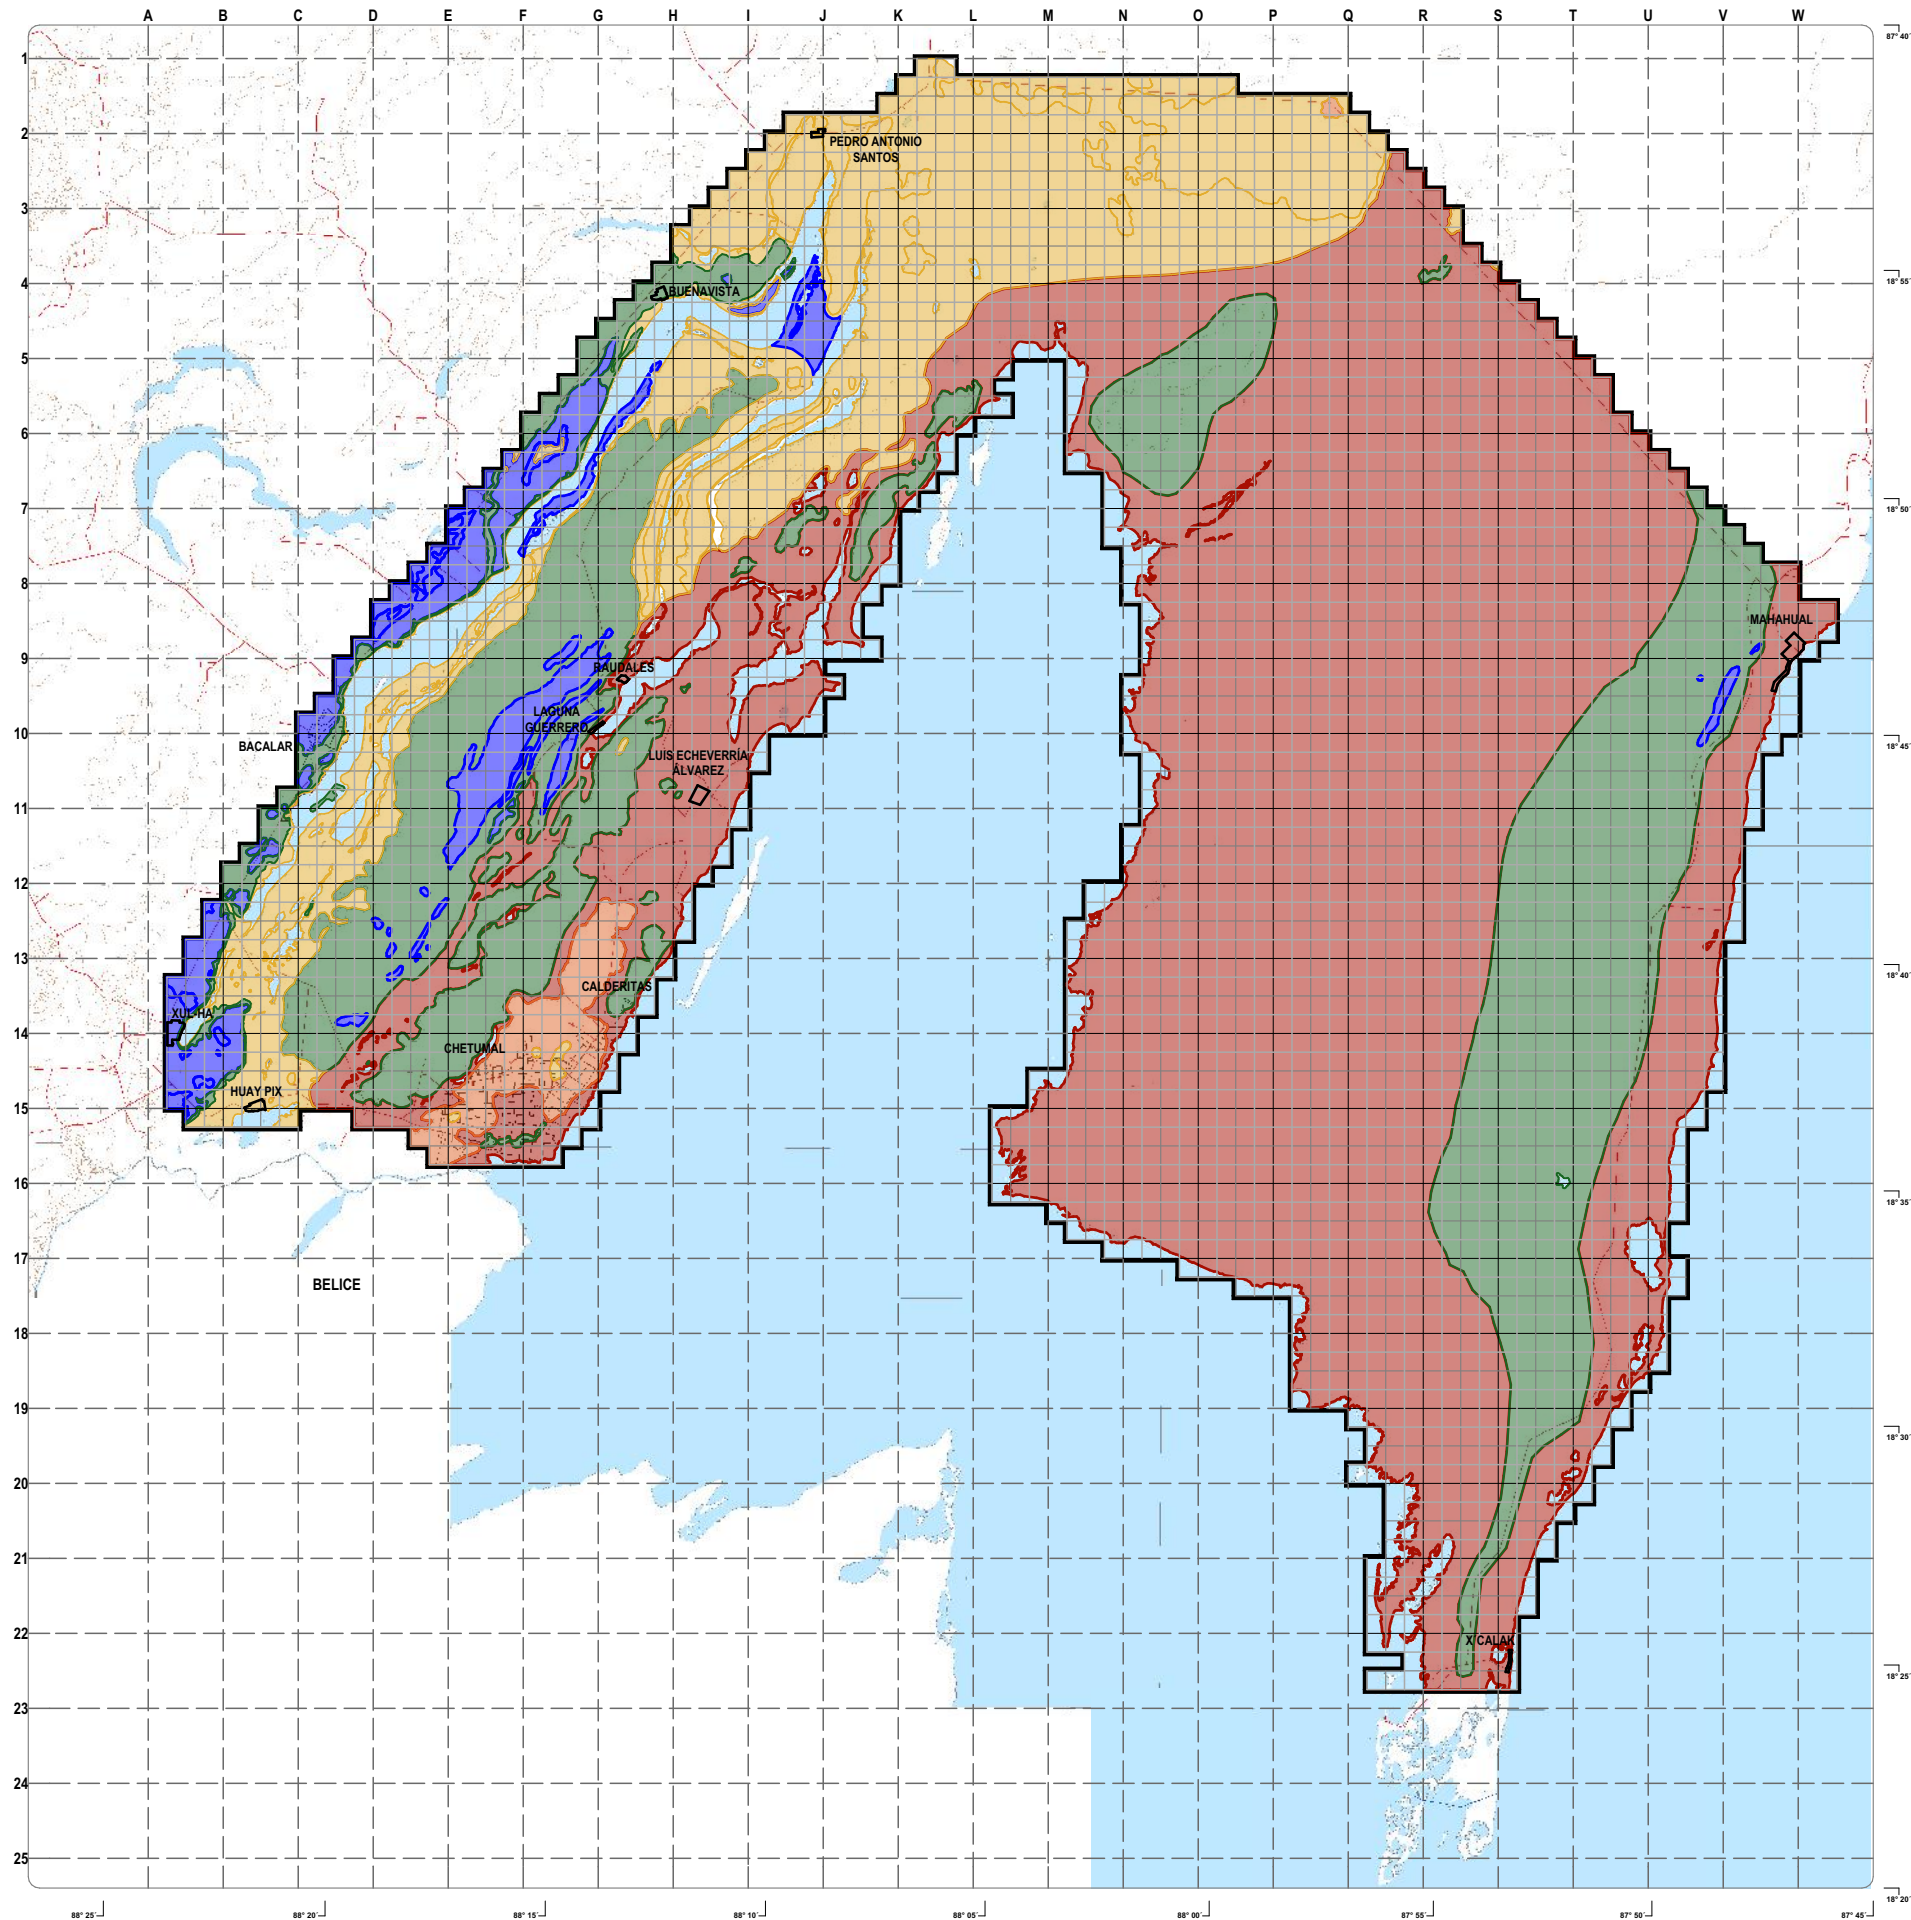 A B C D E F G H I J K L M N O P Q R S T U V W
87° 40´
1
2
PEDRO ANTONIO
SANTOS
3
4
18° 55´
BUENAVISTA
5
6
7
18° 50´
8
MAHAHUAL
9
RAUDALES
LAGUNA
GUERRERO
10
18° 45´
BACALAR
LUIS ECHEVERRÍA
ÁLVAREZ
11
12
13
18° 40´
CALDERITAS
XUL-HA
14
CHETUMAL
HUAY PIX
15
16
18° 35´
17
BELICE
18
19
18° 30´
20
21
22
X´CALAK
18° 25´
23
24
25
18° 20´
88° 25´ 88° 20´ 88° 15´ 88° 10´ 88° 05´ 88° 00´ 87° 55´ 87° 50´ 87° 45´